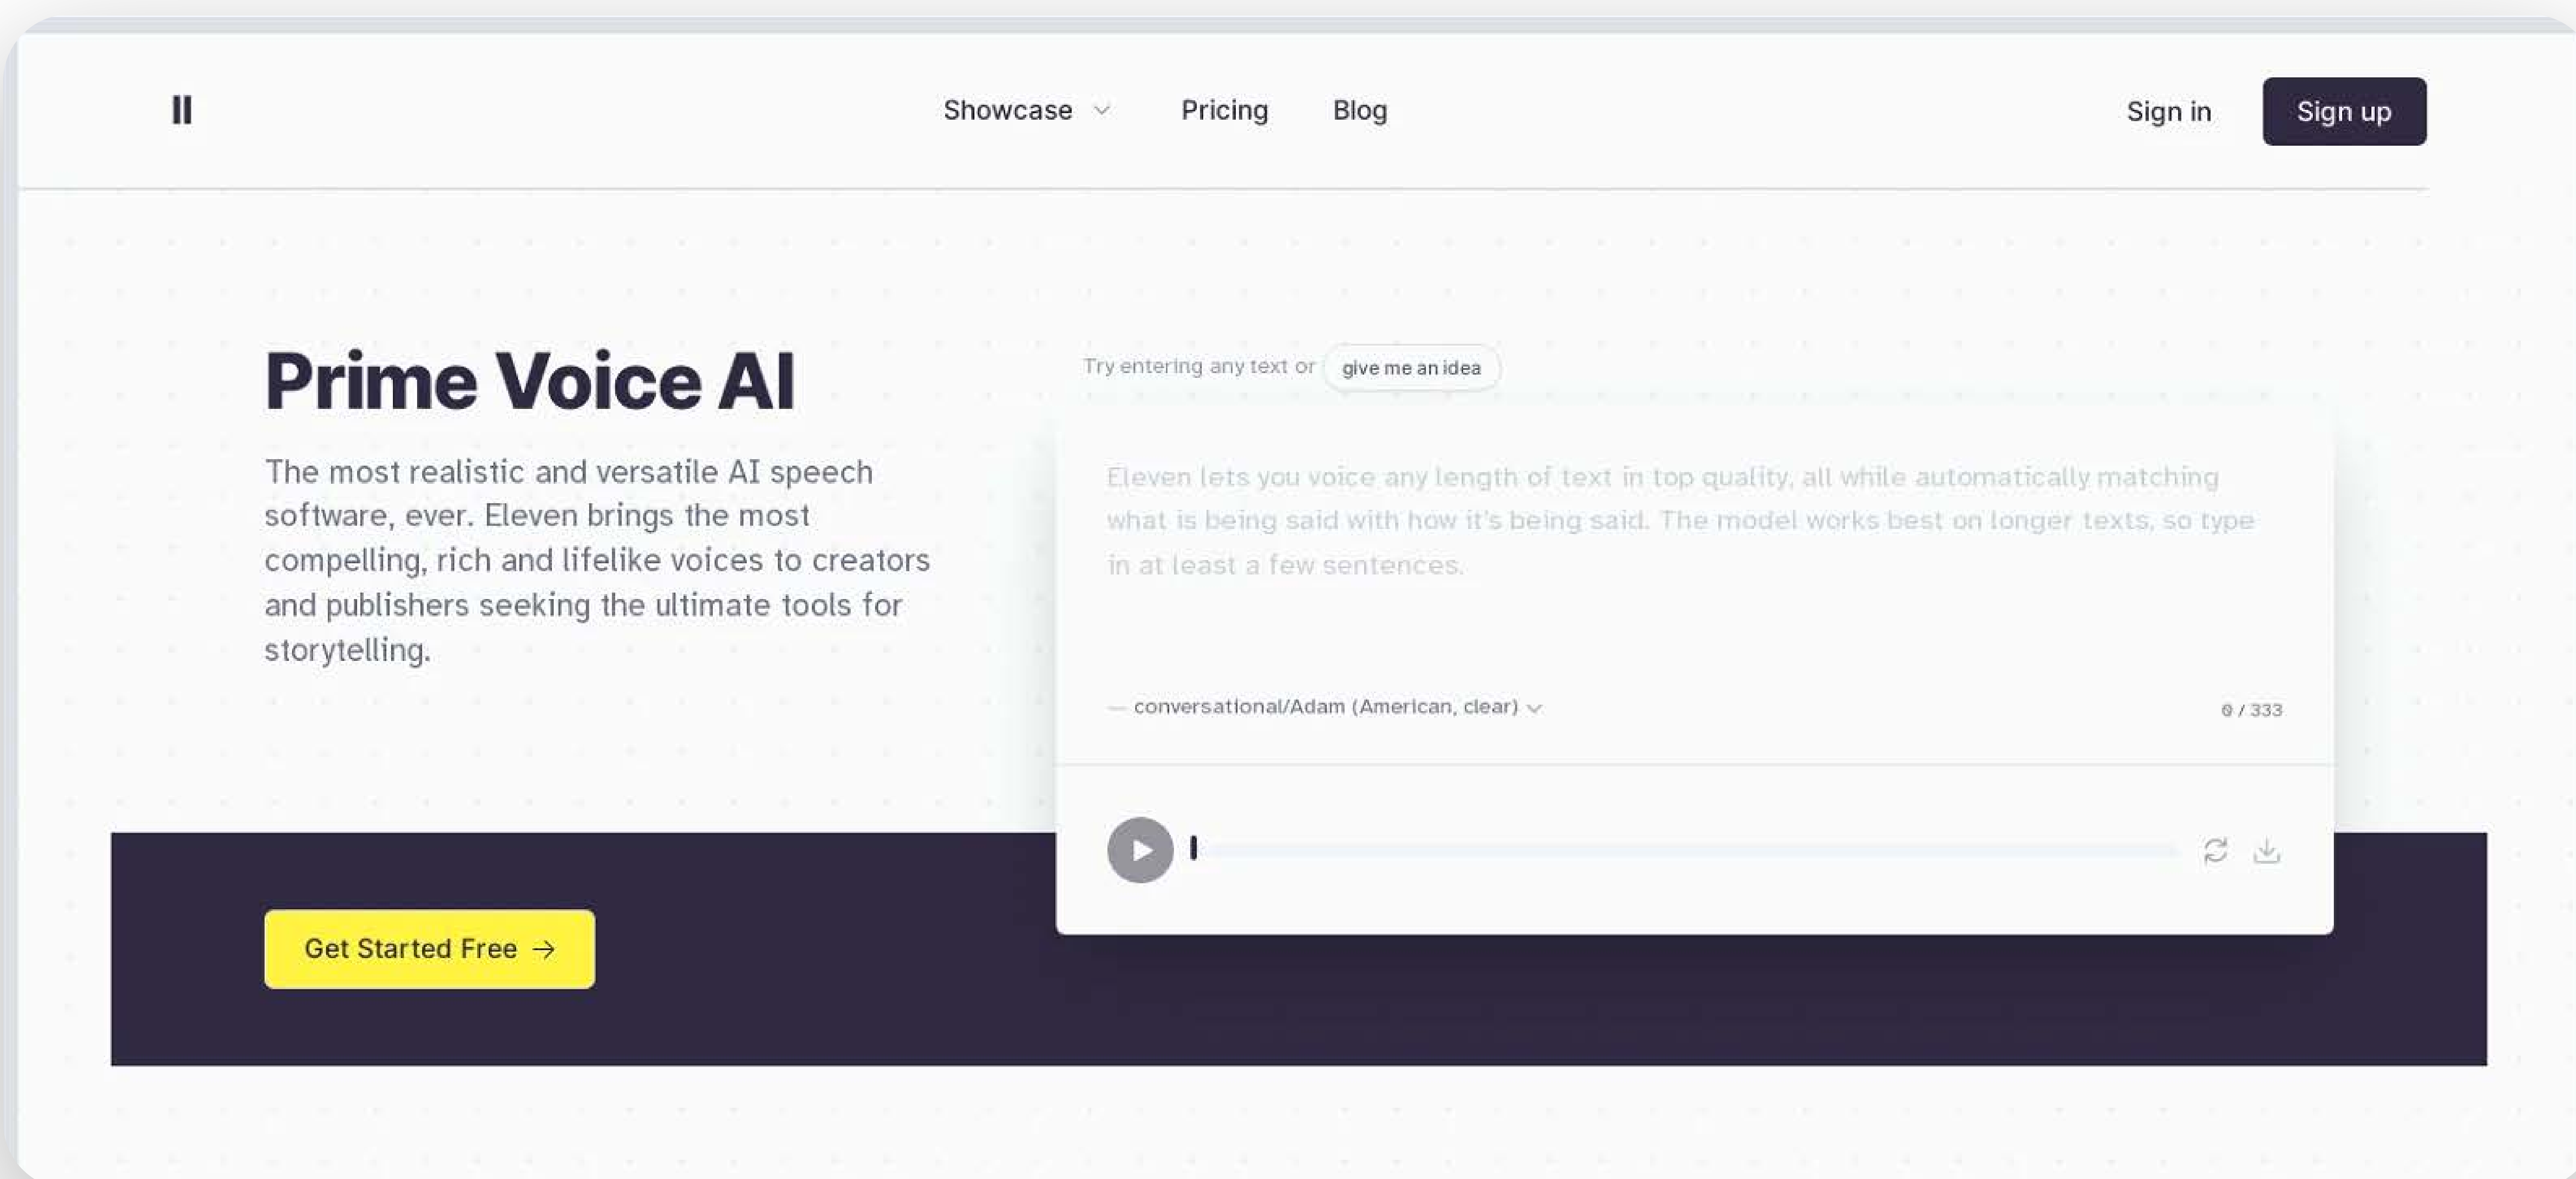 Showcase
Pricing
Blog
Sign in
Sign up
Prime Voice AI
The most realistic and versatile AI speech
software, ever. Eleven brings the most
compelling, rich and lifelike voices to creators
and publishers seeking the ultimate tools for
storytelling.
Get Started Free →
Try entering any text or give me an idea
Eleven lets you voice any length of text in top quality, all while automatically matching
what is being said with how it's being said. The model works best on longer texts, so type
in at least a few sentences.
— conversational/Adam (American, clear)
0 / 333